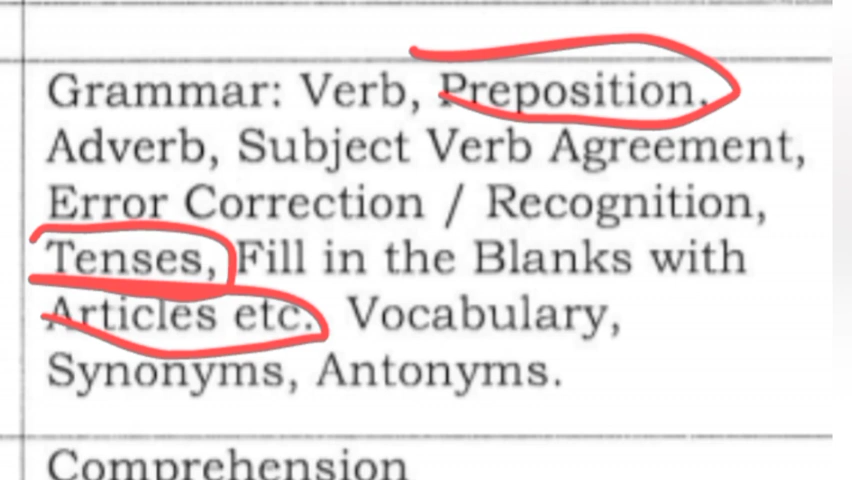 Grammar: Verb, Preposition,
Adverb, Subject Verb Agreement,
Error Correction / Recognition,
Tenses, Fill in the Blanks with
Articles etc. Vocabulary,
Synonyms, Antonyms.
Comprehension